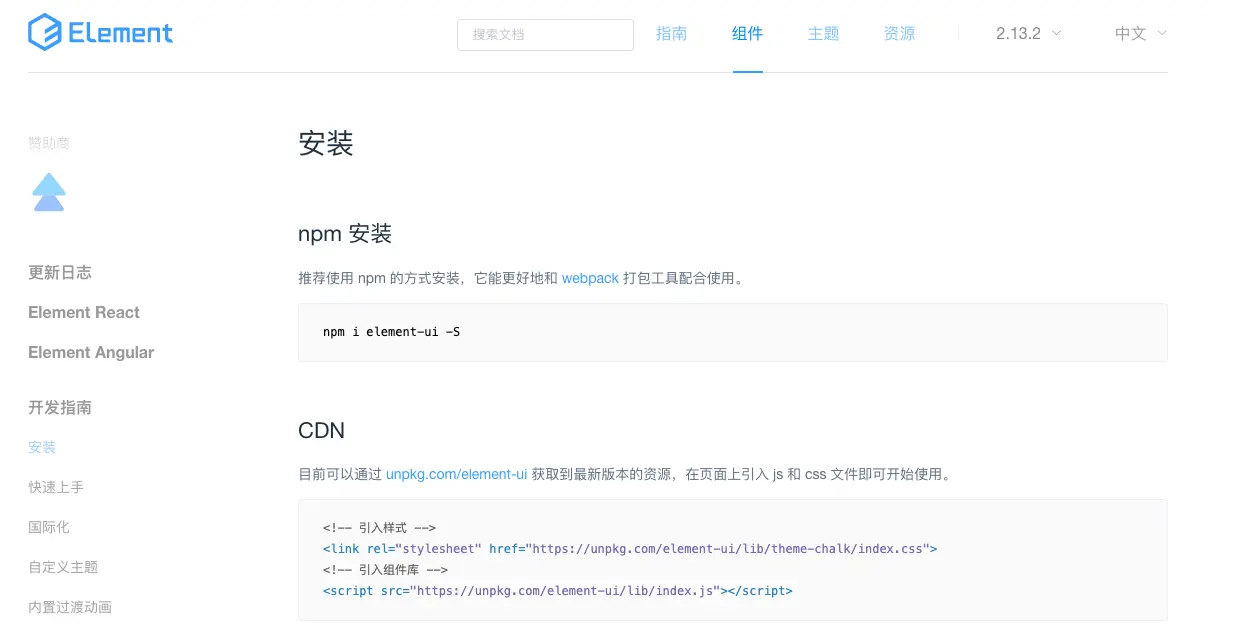 Element
搜索文档
指南
组件
主题
资源
2.13.2
中文
赞助商
更新日志
Element React
Element Angular
开发指南
安装
快速上手
国际化
自定义主题
内置过渡动画
安装
npm 安装
推荐使用 npm 的方式安装，它能更好地和 webpack 打包工具配合使用。
npm i element-ui -S
CDN
目前可以通过 unpkg.com/element-ui 获取到最新版本的资源，在页面上引入 js 和 css 文件即可开始使用。
<!-- 引入样式 -->
<link rel="stylesheet" href="https://unpkg.com/element-ui/lib/theme-chalk/index.css">
<!-- 引入组件库 -->
<script src="https://unpkg.com/element-ui/lib/index.js"></script>